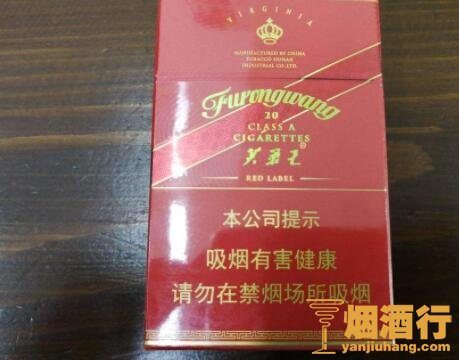 VIRGINIA
MANUFACTURED BY CHINA
TOBACCO HUNAN
INDUSTRIAL CO.,LTD.
Furongwang
20
CLASS A
CIGARETTES
芙蓉王®
RED LABEL
本公司提示
吸烟有害健康
请勿在禁烟场所吸烟
烟酒行
yanjiuhang.com